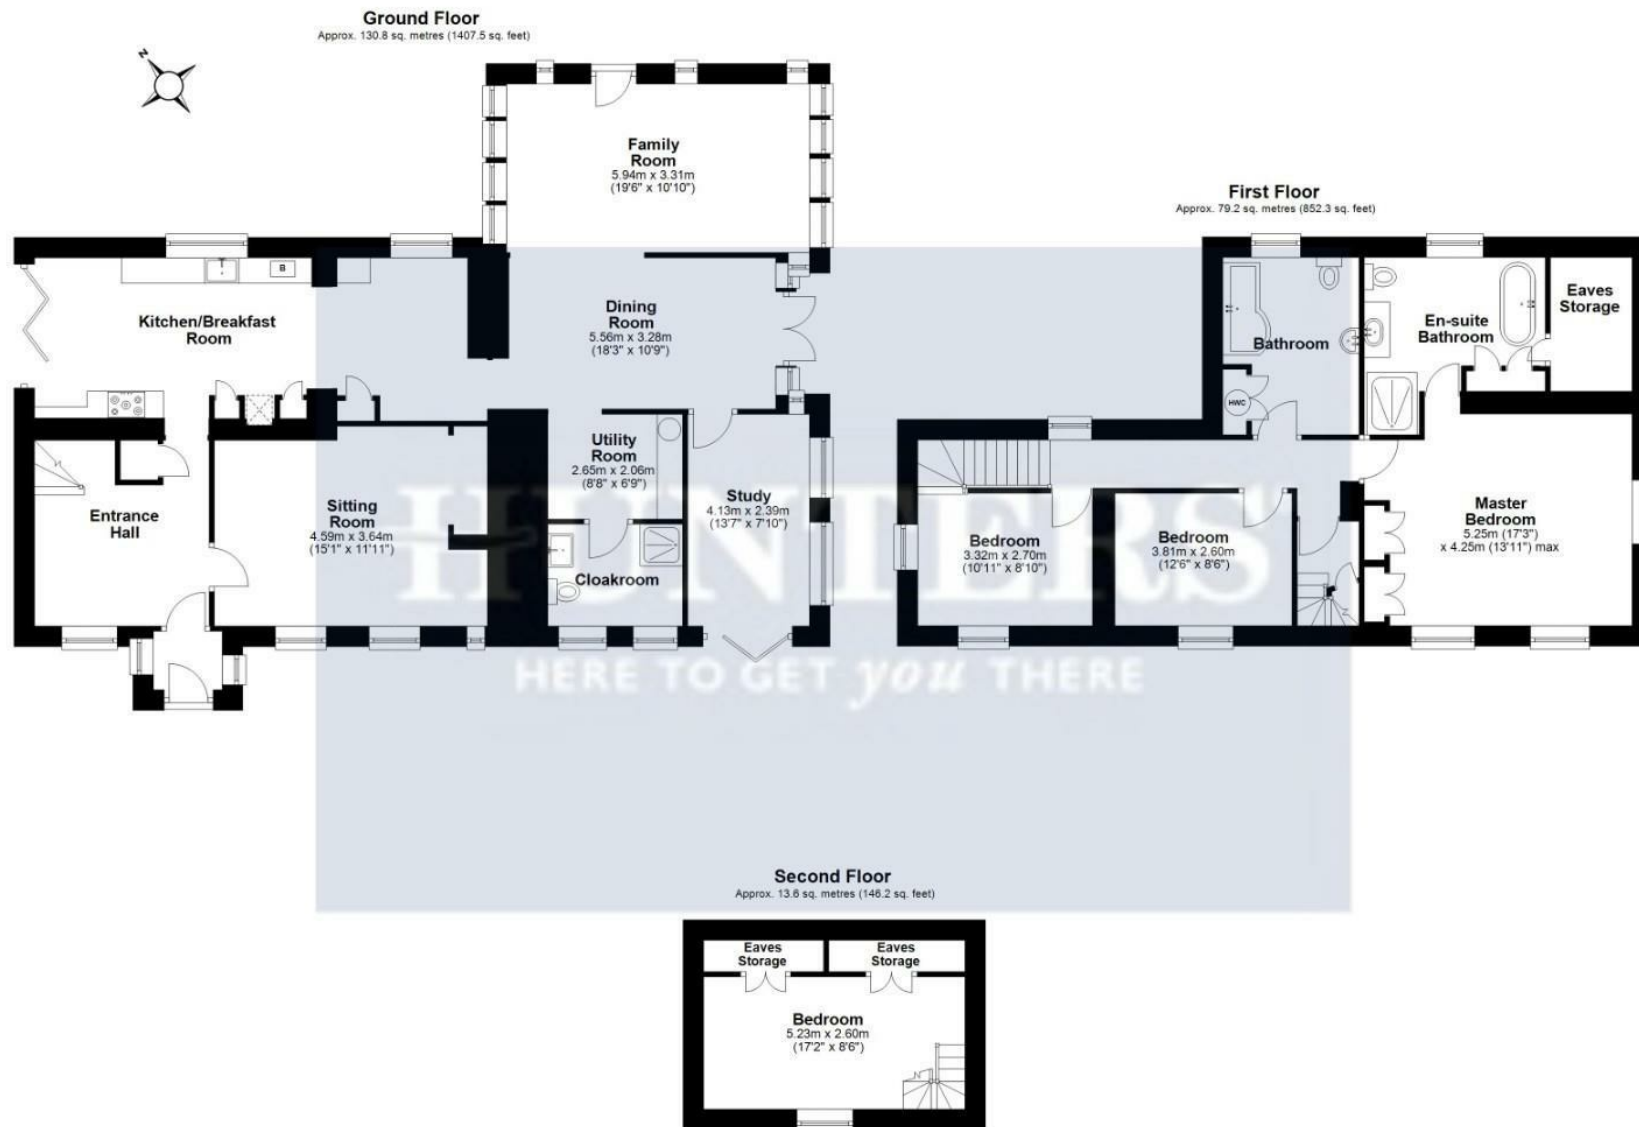 Ground Floor
Approx. 130.8 sq. metres (1407.5 sq. feet)
N
Family
Room
5.94m x 3.31m
(19'6" x 10'10")
First Floor
Approx. 79.2 sq. metres (852.3 sq. feet)
B
Kitchen/Breakfast
Room
Dining
Room
5.56m x 3.28m
(18'3" x 10'9")
Bathroom
En-suite
Bathroom
Eaves
Storage
HWC
Utility
Room
2.65m x 2.06m
(8'8" x 6'9")
Entrance
Hall
Sitting
Room
4.59m x 3.64m
(15'1" x 11'11")
Study
4.13m x 2.39m
(13'7" x 7'10")
Cloakroom
Bedroom
3.32m x 2.70m
(10'11" x 8'10")
Bedroom
3.81m x 2.60m
(12'6" x 8'6")
Master
Bedroom
5.25m (17'3")
x 4.25m (13'11") max
HUNTERS
HERE TO GET you THERE
Second Floor
Approx. 13.6 sq. metres (146.2 sq. feet)
Eaves
Storage
Eaves
Storage
Bedroom
5.23m x 2.60m
(17'2" x 8'6")